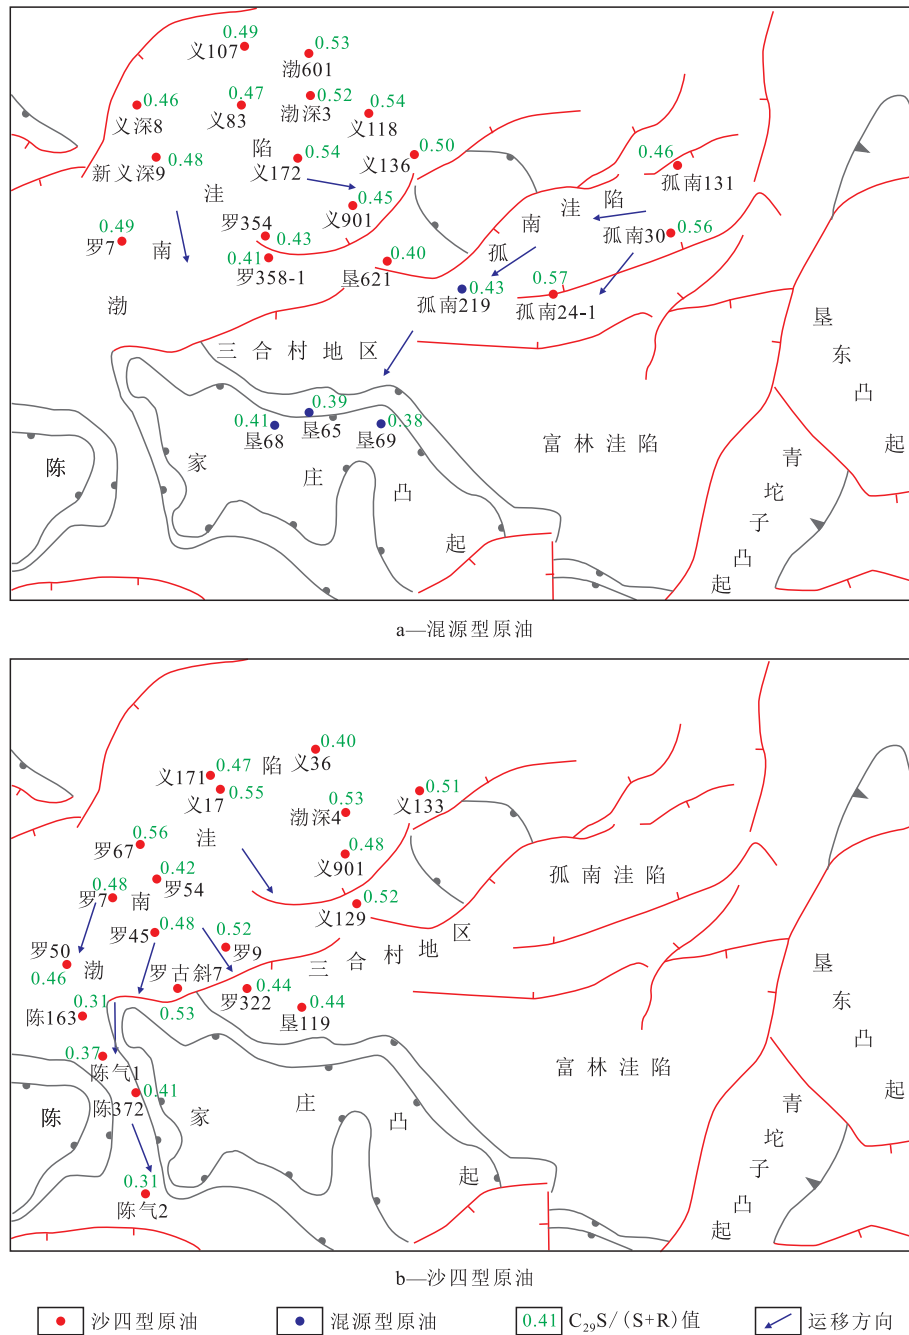 0.49
义107
0.53
渤601
0.46
义深8
0.47
义83
0.52
渤深3
0.54
义118
陷
0.48
新义深9
0.54
义172
0.50
义136
0.46
孤南131
洼
0.45
义901
孤南洼陷
0.56
孤南30
0.49
罗7
南
罗354
0.43
0.41
罗358-1
0.40
垦621
0.43
孤南219
0.57
孤南24-1
渤
三合村地区
垦东凸起
0.39
垦65
0.41
垦68
0.38
垦69
富林洼陷
陈
家庄凸起
青坨子凸起
a—混源型原油
0.40
义36
0.47
义171
陷
0.55
义17
0.53
渤深4
0.51
义133
0.56
罗67
洼
0.48
义901
0.42
罗54
孤南洼陷
0.48
罗7
南
0.52
义129
0.48
罗45
0.52
罗9
三合村地区
罗50
0.46
渤
罗古斜7
0.53
0.44
罗322
0.44
垦119
0.31
陈163
垦东凸起
0.37
陈气1
富林洼陷
0.41
陈372
陈
家庄凸起
青坨子凸起
0.31
陈气2
b—沙四型原油
沙四型原油
混源型原油
0.41 C₂₉S/(S+R)值
运移方向